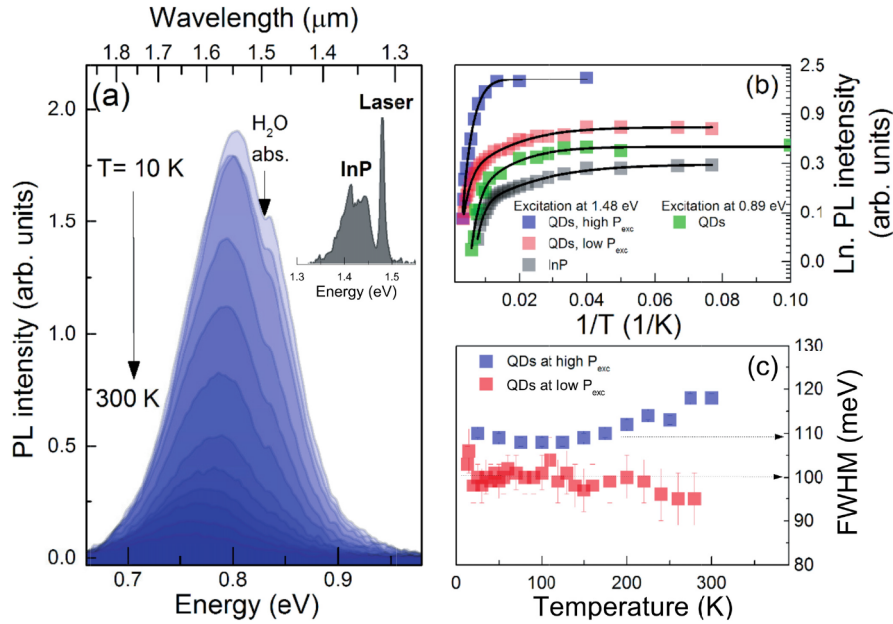 Wavelength (μm)
1.8 1.7 1.6 1.5 1.4 1.3
(a)
T= 10 K
300 K
H2O
abs.
Laser
InP
1.3 1.4 1.5
Energy (eV)
2.0
1.5
1.0
0.5
0.0
PL intensity (arb. units)
0.7 0.8 0.9
Energy (eV)
(b)
2.5
0.9
0.3
0.1
0.0
Ln. PL inetensity
(arb. units)
Excitation at 1.48 eV
QDs, high Pexc
QDs, low Pexc
InP
Excitation at 0.89 eV
QDs
0.02 0.04 0.06 0.08 0.10
1/T (1/K)
(c)
QDs at high Pexc
QDs at low Pexc
130
120
110
100
90
80
FWHM (meV)
0 100 200 300
Temperature (K)